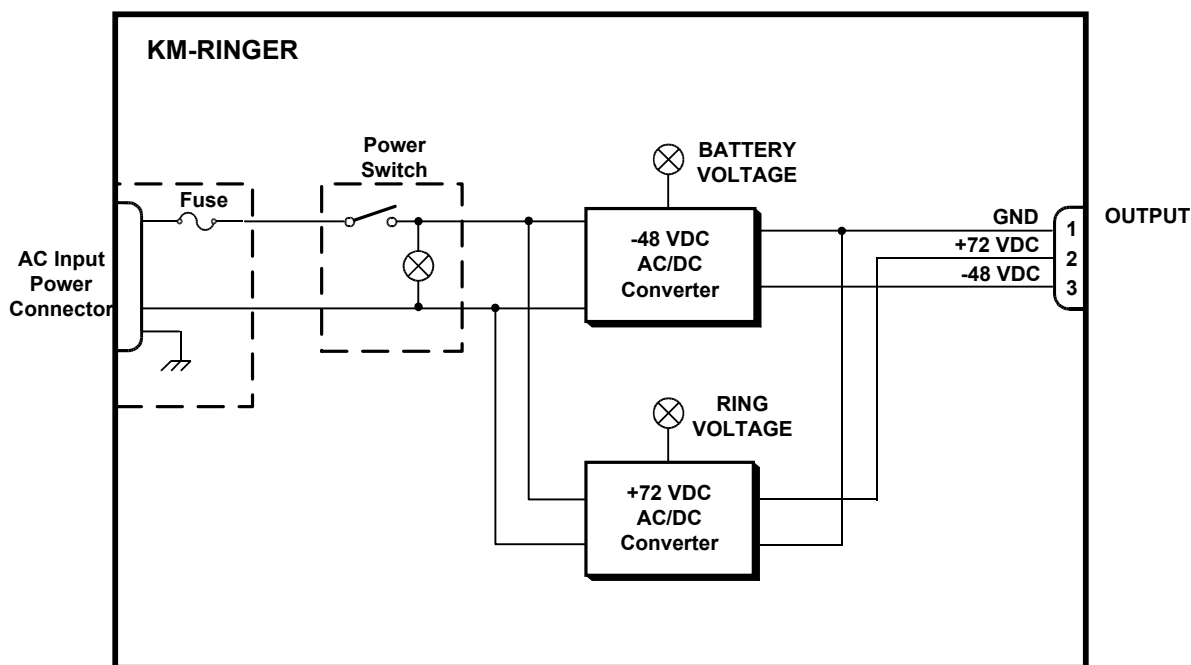 KM-RINGER
Power
Switch
BATTERY
VOLTAGE
Fuse
AC Input
Power
Connector
-48 VDC
AC/DC
Converter
GND
+72 VDC
-48 VDC
1
2
3
OUTPUT
RING
VOLTAGE
+72 VDC
AC/DC
Converter